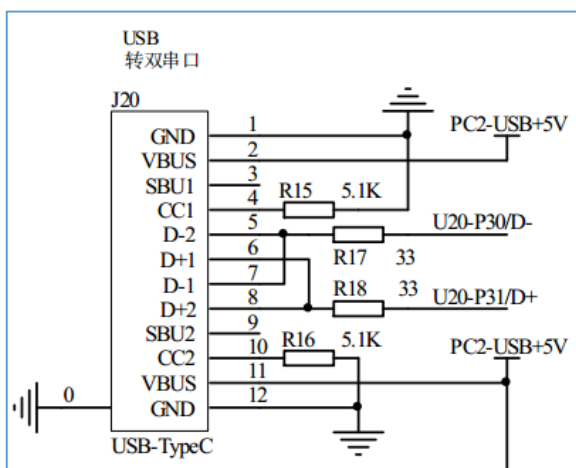 USB
转双串口
J20
GND 1
PC2-USB+5V
VBUS 2
SBU1 3
R15 5.1K
CC1 4
D-2 5
U20-P30/D-
D+1 6
R17 33
D-1 7
R18 33
U20-P31/D+
D+2 8
SBU2 9
R16 5.1K
CC2 10
PC2-USB+5V
VBUS 11
0 GND 12
USB-TypeC